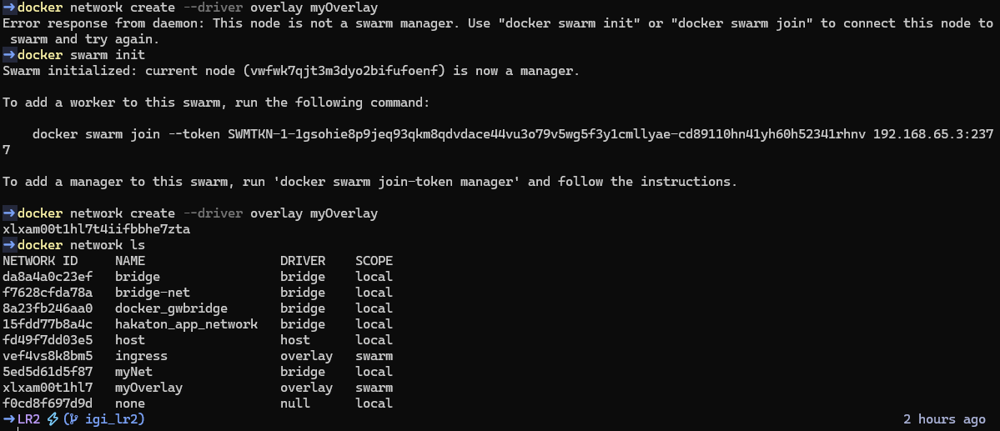 →docker network create --driver overlay myOverlay
Error response from daemon: This node is not a swarm manager. Use "docker swarm init" or "docker swarm join" to connect this node to
 swarm and try again.
→docker swarm init
Swarm initialized: current node (vwfwk7qjt3m3dyo2bifufoenf) is now a manager.
To add a worker to this swarm, run the following command:
    docker swarm join --token SWMTKN-1-1gsohie8p9jeq93qkm8qdvdace44vu3o79v5wg5f3y1cmllyae-cd89110hn41yh60h52341rhnv 192.168.65.3:237
7
To add a manager to this swarm, run 'docker swarm join-token manager' and follow the instructions.
→docker network create --driver overlay myOverlay
xlxam00t1hl7t4iifbbhe7zta
→docker network ls
NETWORK ID     NAME                  DRIVER    SCOPE
da8a4a0c23ef   bridge                bridge    local
f7628cfda78a   bridge-net            bridge    local
8a23fb246aa0   docker_gwbridge       bridge    local
15fdd77b8a4c   hakaton_app_network   bridge    local
fd49f7dd03e5   host                  host      local
vef4vs8k8bm5   ingress               overlay   swarm
5ed5d61d5f87   myNet                 bridge    local
xlxam00t1hl7   myOverlay             overlay   swarm
f0cd8f697d9d   none                  null      local
→LR2 ⚡( igi_lr2) 2 hours ago